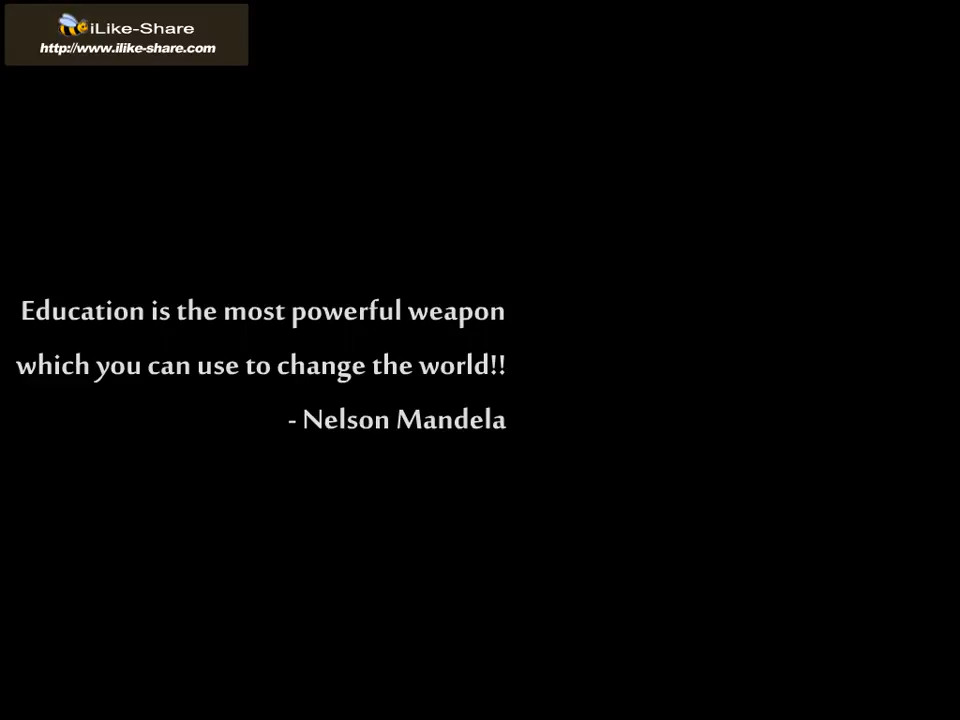 iLike-Share
http://www.ilike-share.com
Education is the most powerful weapon
which you can use to change the world!!
- Nelson Mandela